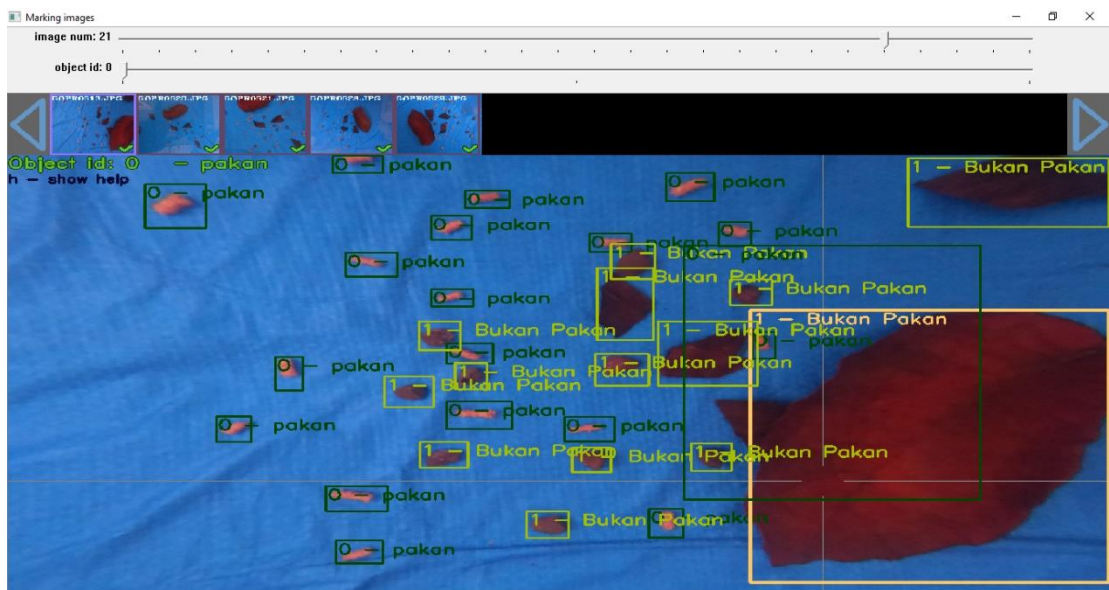 Marking images
image num: 21
object id: 0
GOPR0313.JPG GOPR0320.JPG GOPR0321.JPG GOPR0324.JPG GOPR0328.JPG
Object id: 0 - pakan
h - show help
0 - pakan
1 - Bukan Pakan
0 - pakan
0 - pakan
0 - pakan
0 - pakan
0 - pakan
0 - pakan
0 - pakan
1 - Bukan Pakan
0 - pakan
1 - Bukan Pakan
0 - pakan
1 - Bukan Pakan
1 - Bukan Pakan
1 - Bukan Pakan
1 - Bukan Pakan
0 - pakan
0 - pakan
1 - Bukan Pakan
0 - pakan
1 - Bukan Pakan
1 - Bukan Pakan
0 - pakan
0 - pakan
0 - pakan
1 - Bukan Pakan
1 - Bukan Pakan
1 - Bukan Pakan
0 - pakan
1 - Bukan Pakan
0 - pakan
0 - pakan